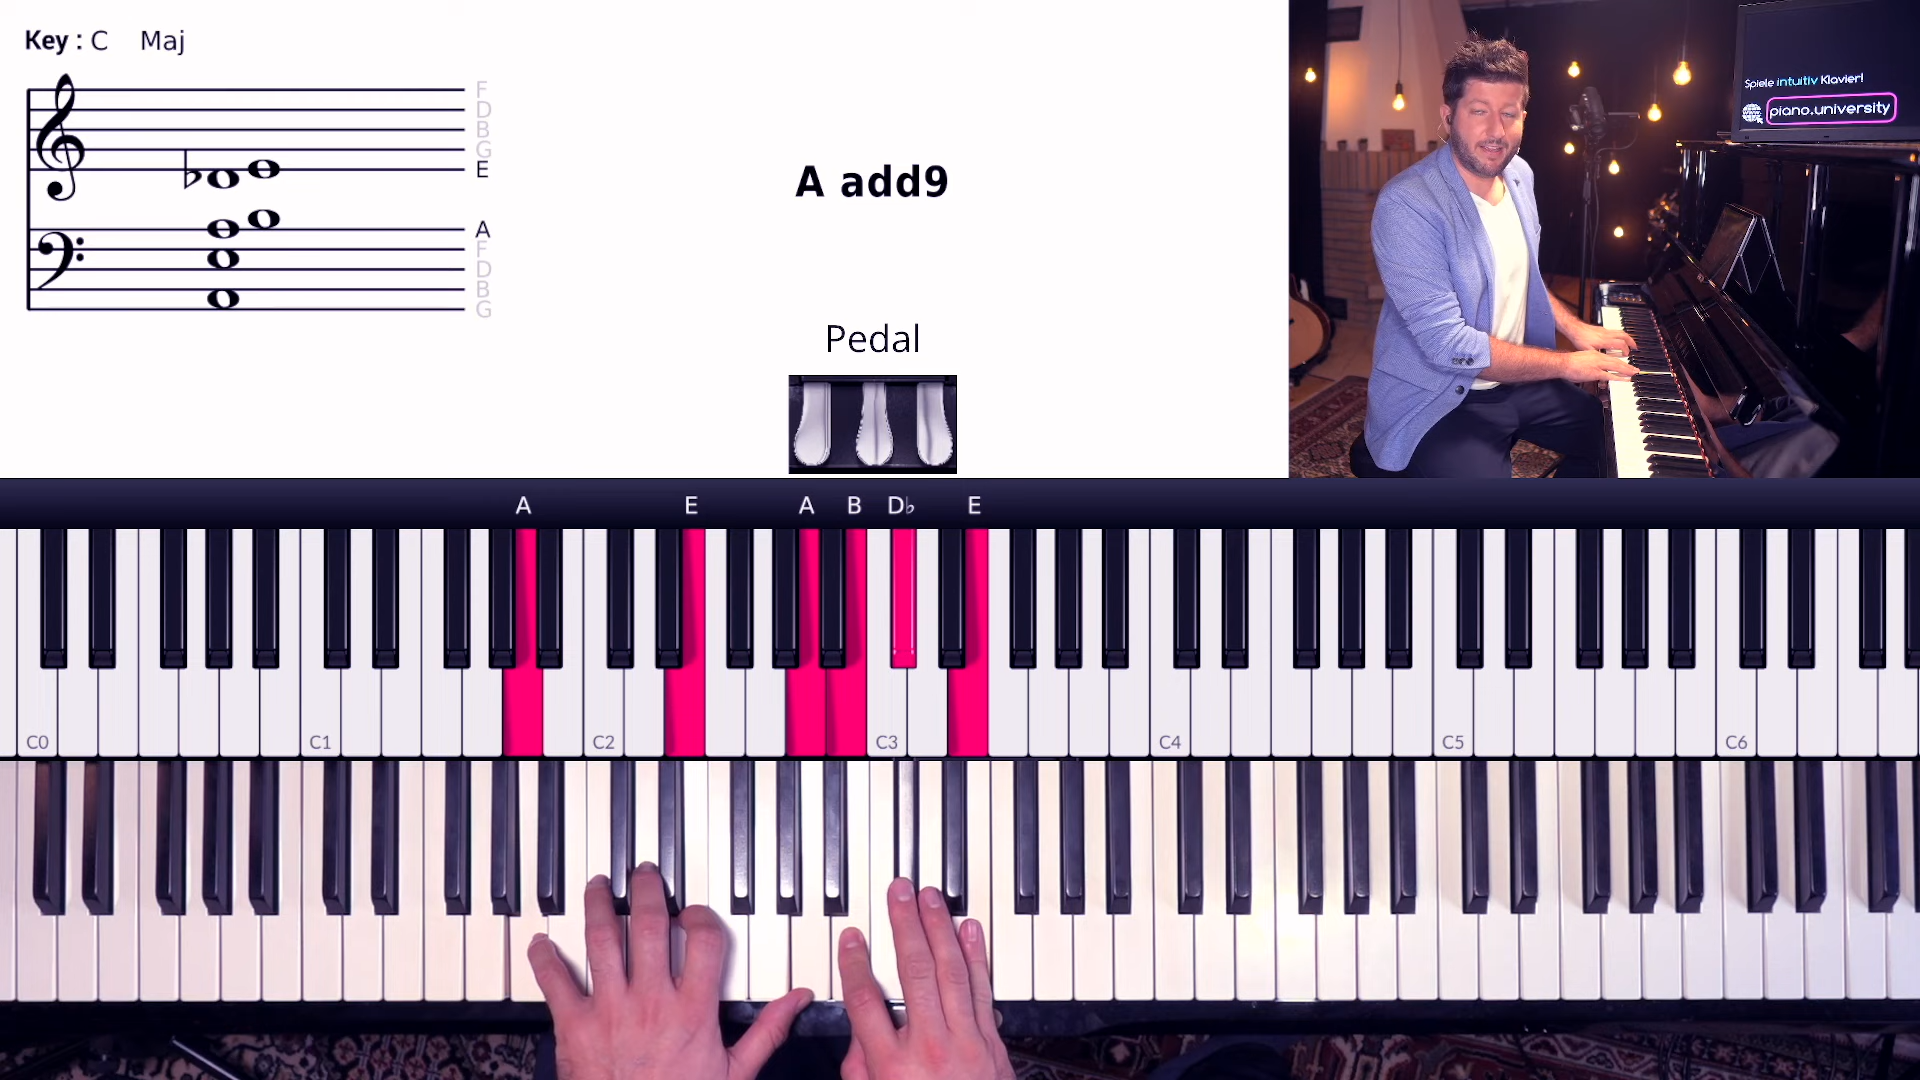 Key : C Maj
F
D
B
G
E
A
F
D
B
G
A add9
Pedal
Spiele intuitiv Klavier!
piano.university
A E A B D♭ E
C0 C1 C2 C3 C4 C5 C6